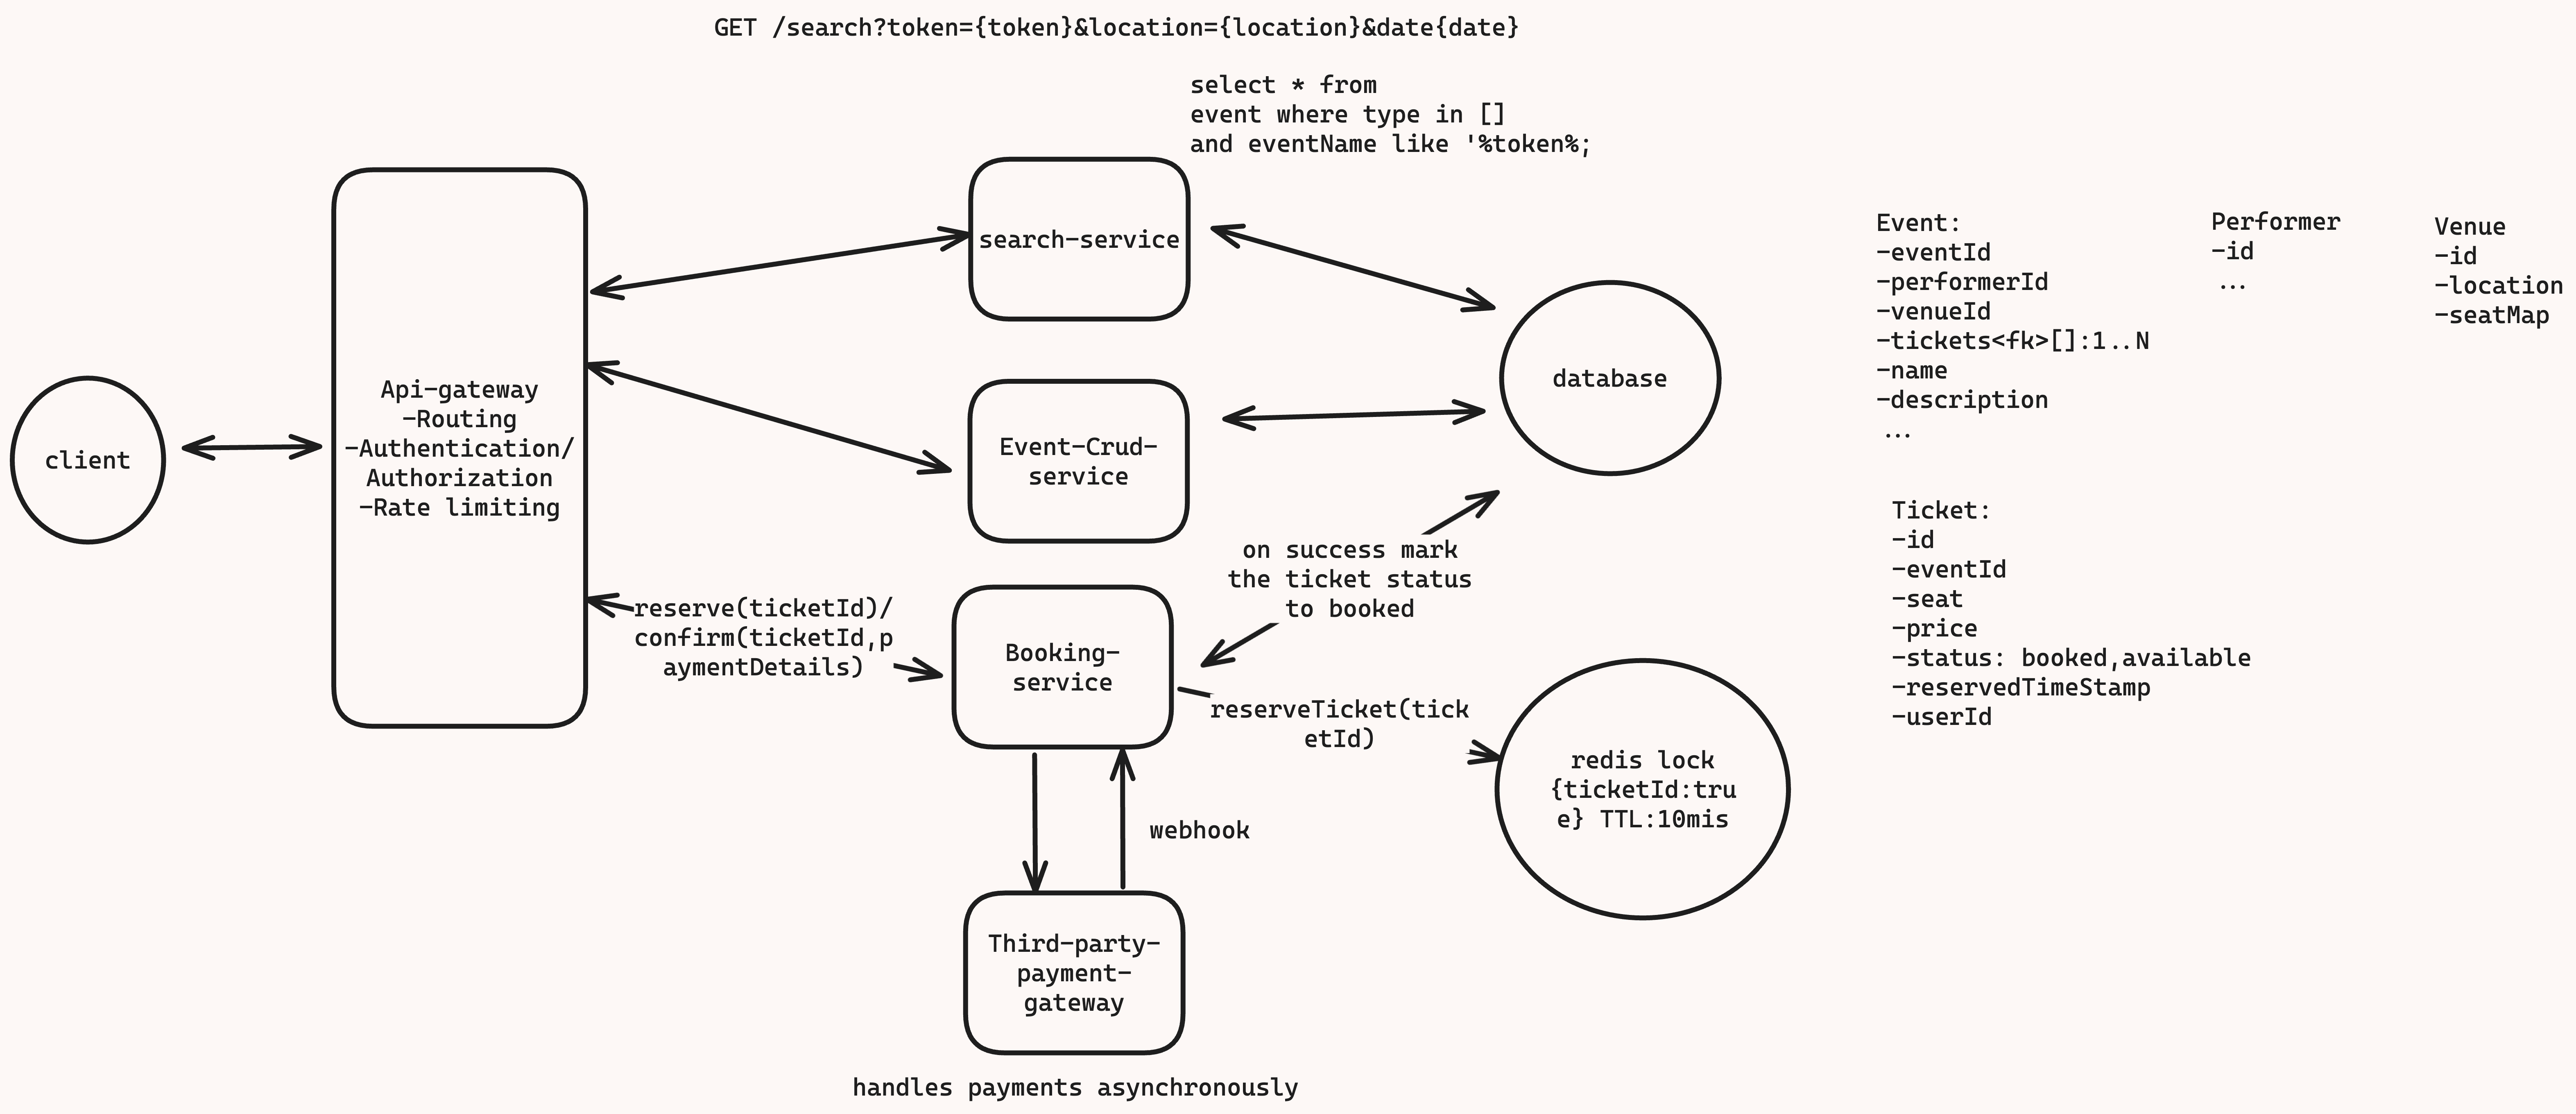 GET /search?token={token}&location={location}&date{date}
select * from
event where type in []
and eventName like '%token%;
search-service
Api-gateway
-Routing
-Authentication/
Authorization
-Rate limiting
client
Event-Crud-
service
database
on success mark
the ticket status
to booked
reserve(ticketId)/
confirm(ticketId,p
aymentDetails)
Booking-
service
reserveTicket(tick
etId)
redis lock
{ticketId:tru
e} TTL:10mis
webhook
Third-party-
payment-
gateway
handles payments asynchronously
Event:
-eventId
-performerId
-venueId
-tickets<fk>[]:1..N
-name
-description
...
Performer
-id
...
Venue
-id
-location
-seatMap
Ticket:
-id
-eventId
-seat
-price
-status: booked,available
-reservedTimeStamp
-userId